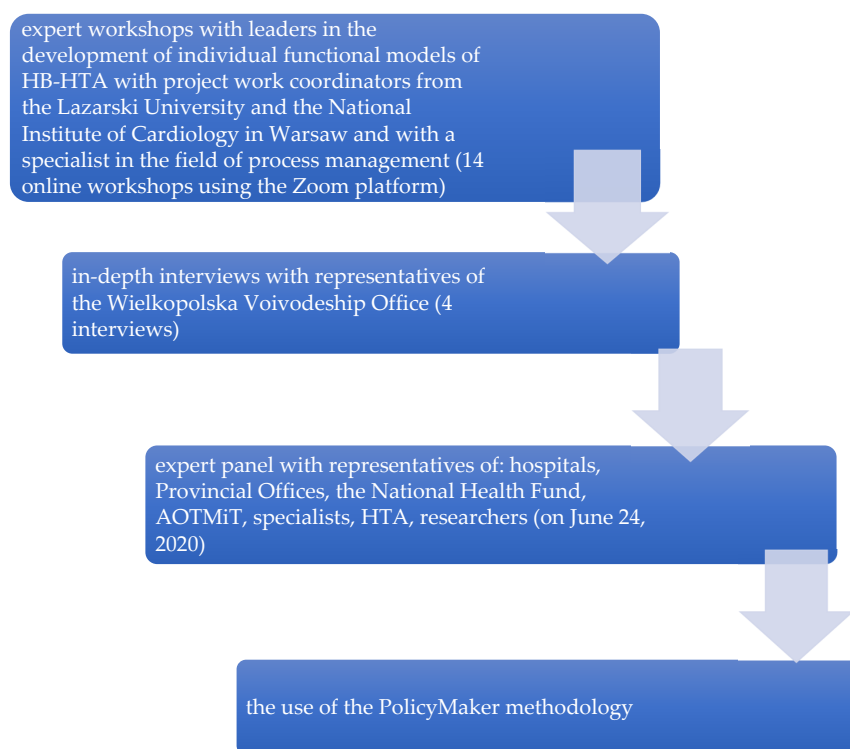 expert workshops with leaders in the
development of individual functional models of
HB-HTA with project work coordinators from
the Lazarski University and the National
Institute of Cardiology in Warsaw and with a
specialist in the field of process management (14
online workshops using the Zoom platform)
in-depth interviews with representatives of
the Wielkopolska Voivodeship Office (4
interviews)
expert panel with representatives of: hospitals,
Provincial Offices, the National Health Fund,
AOTMiT, specialists, HTA, researchers (on June 24,
2020)
the use of the PolicyMaker methodology